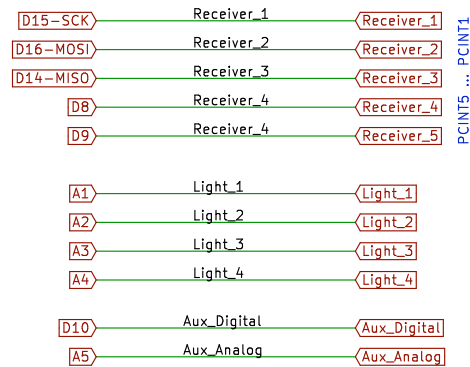 D15-SCK Receiver_1 Receiver_1
D16-MOSI Receiver_2 Receiver_2
D14-MISO Receiver_3 Receiver_3
D8 Receiver_4 Receiver_4
D9 Receiver_4 Receiver_5
PCINT5 ... PCINT1
A1 Light_1 Light_1
A2 Light_2 Light_2
A3 Light_3 Light_3
A4 Light_4 Light_4
D10 Aux_Digital Aux_Digital
A5 Aux_Analog Aux_Analog